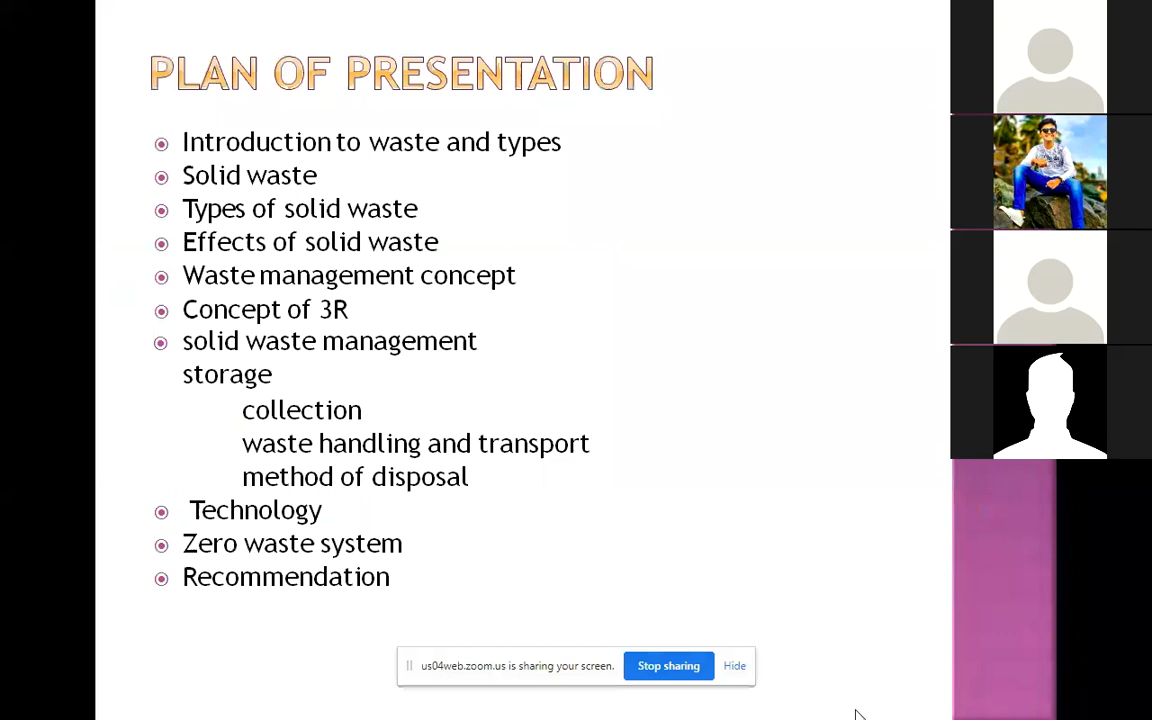 PLAN OF PRESENTATION
Introduction to waste and types
Solid waste
Types of solid waste
Effects of solid waste
Waste management concept
Concept of 3R
solid waste management
storage
collection
waste handling and transport
method of disposal
Technology
Zero waste system
Recommendation
us04web.zoom.us is sharing your screen. Stop sharing Hide